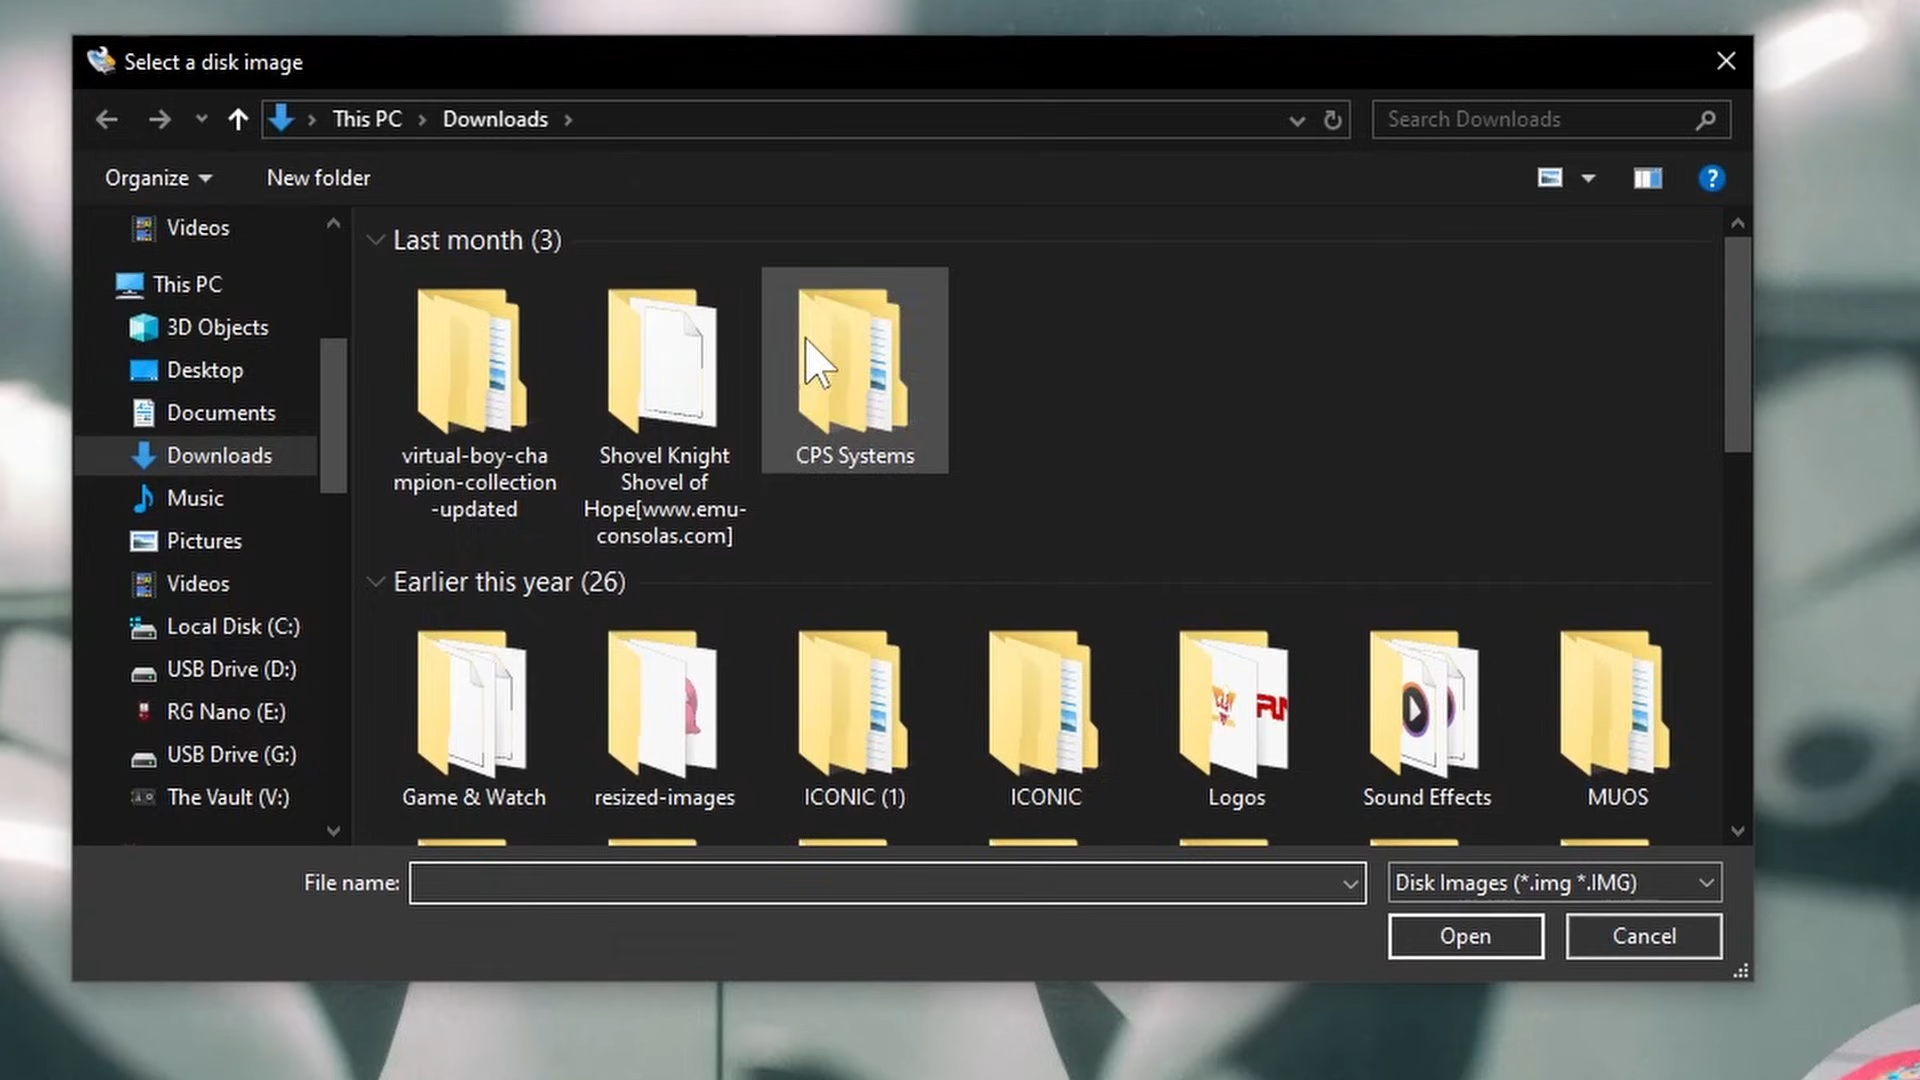 Select a disk image
This PC
Downloads
Search Downloads
Organize
New folder
?
Videos
This PC
3D Objects
Desktop
Documents
Downloads
Music
Pictures
Videos
Local Disk (C:)
USB Drive (D:)
RG Nano (E:)
USB Drive (G:)
The Vault (V:)
Last month (3)
virtual-boy-cha
mpion-collection
-updated
Shovel Knight
Shovel of
Hope[www.emu-
consolas.com]
CPS Systems
Earlier this year (26)
Game & Watch
resized-images
ICONIC (1)
ICONIC
Logos
Sound Effects
MUOS
File name:
Disk Images (*.img *.IMG)
Open
Cancel